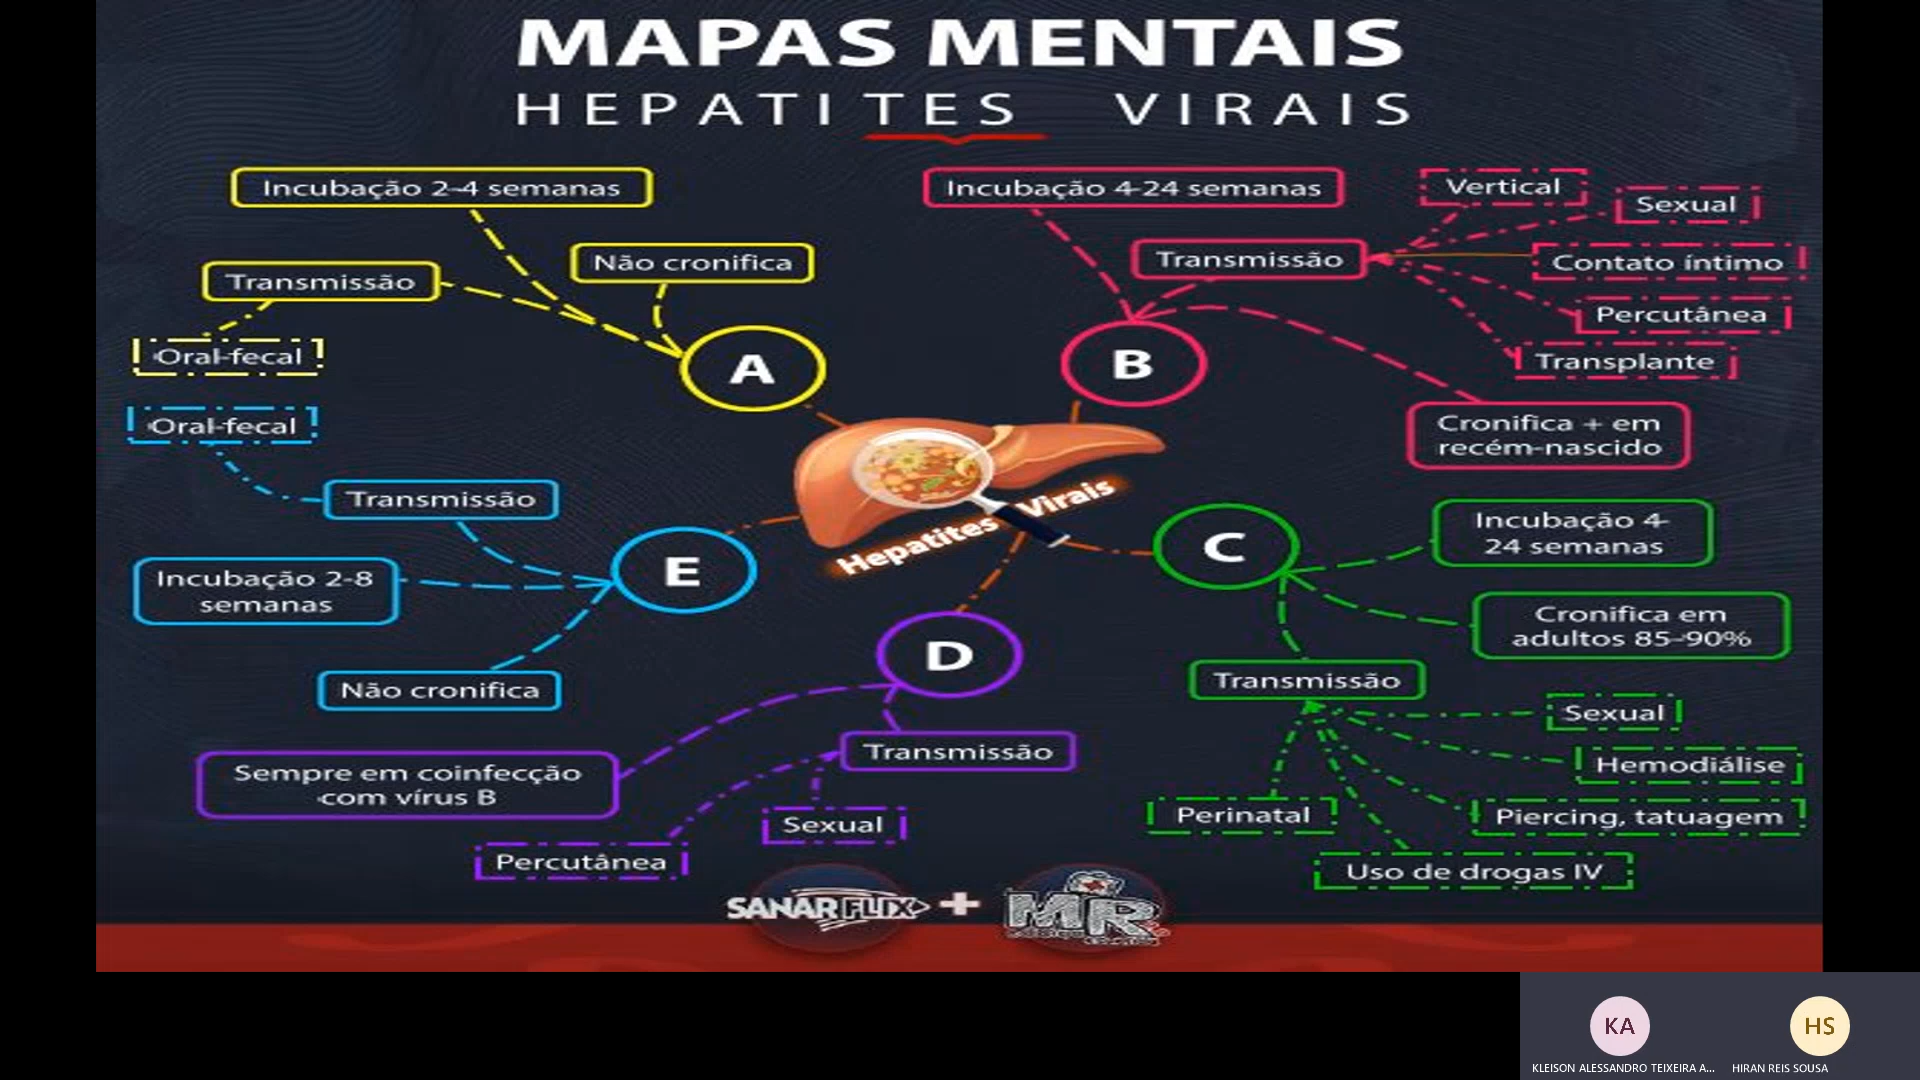 MAPAS MENTAIS
HEPATITES VIRAIS
Incubação 2-4 semanas
Não cronifica
Transmissão
Oral-fecal
A
Incubação 4-24 semanas
Transmissão
Vertical
Sexual
Contato íntimo
Percutânea
Transplante
Cronifica + em
recém-nascido
B
Hepatites Virais
Oral-fecal
Transmissão
Incubação 2-8
semanas
Não cronifica
E
C
Incubação 4-
24 semanas
Cronifica em
adultos 85-90%
Transmissão
Sexual
Hemodiálise
Piercing, tatuagem
Uso de drogas IV
Perinatal
D
Sempre em coinfecção
com vírus B
Transmissão
Sexual
Percutânea
SANARFLIX + MR
KA
HS
KLEISON ALESSANDRO TEIXEIRA A...
HIRAN REIS SOUSA